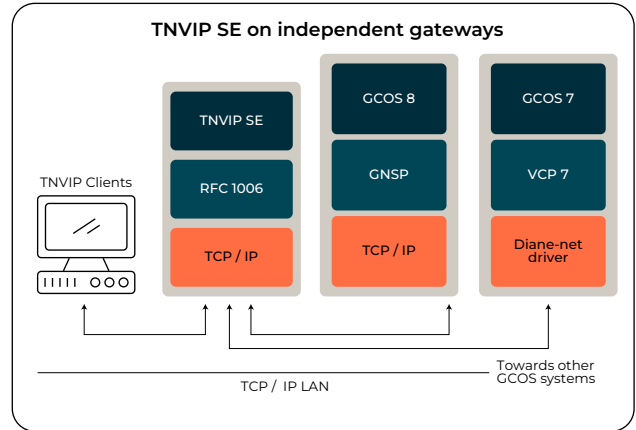 TNVIP SE on independent gateways
TNVIP Clients
TNVIP SE
RFC 1006
TCP / IP
GCOS 8
GNSP
TCP / IP
GCOS 7
VCP 7
Diane-net
driver
TCP / IP LAN
Towards other
GCOS systems